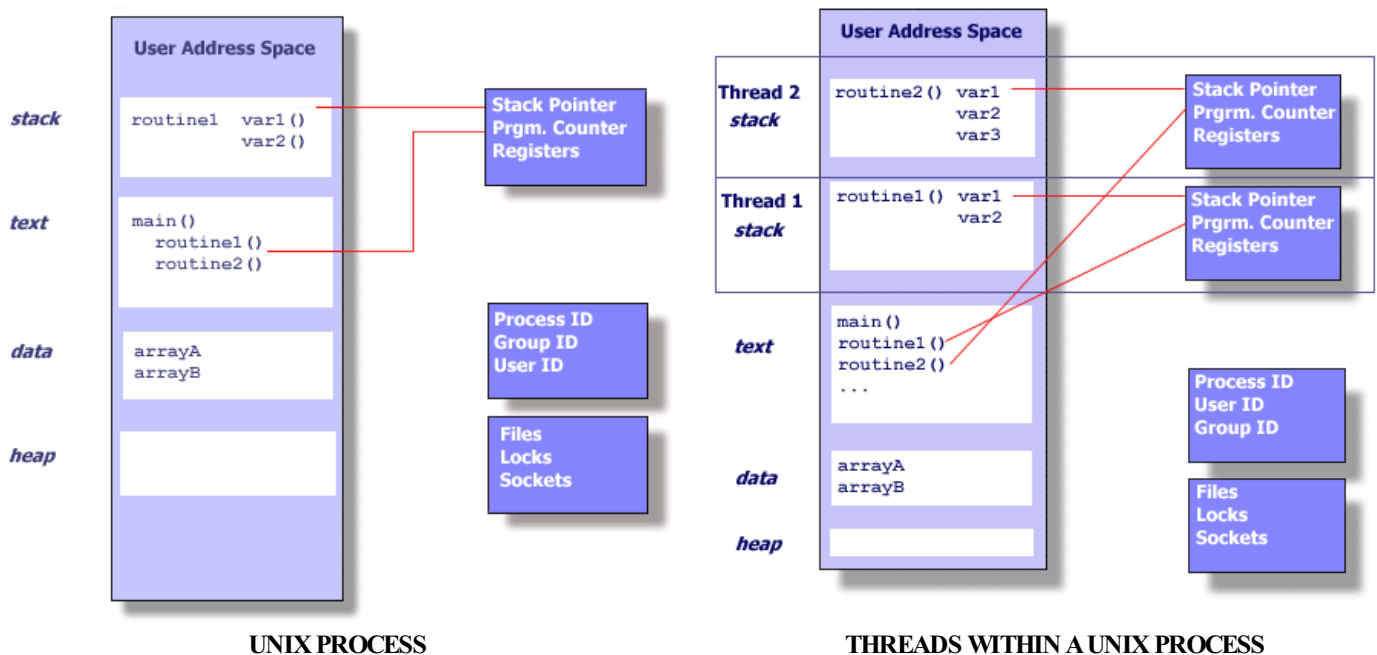 User Address Space
stack
routine1 var1()
var2()
Stack Pointer
Prgm. Counter
Registers
text
main()
routine1()
routine2()
data
arrayA
arrayB
Process ID
Group ID
User ID
heap
Files
Locks
Sockets
UNIX PROCESS
User Address Space
Thread 2
stack
routine2() var1
var2
var3
Stack Pointer
Prgrm. Counter
Registers
Thread 1
stack
routine1() var1
var2
Stack Pointer
Prgrm. Counter
Registers
text
main()
routine1()
routine2()
...
Process ID
User ID
Group ID
data
arrayA
arrayB
Files
Locks
Sockets
heap
THREADS WITHIN A UNIX PROCESS